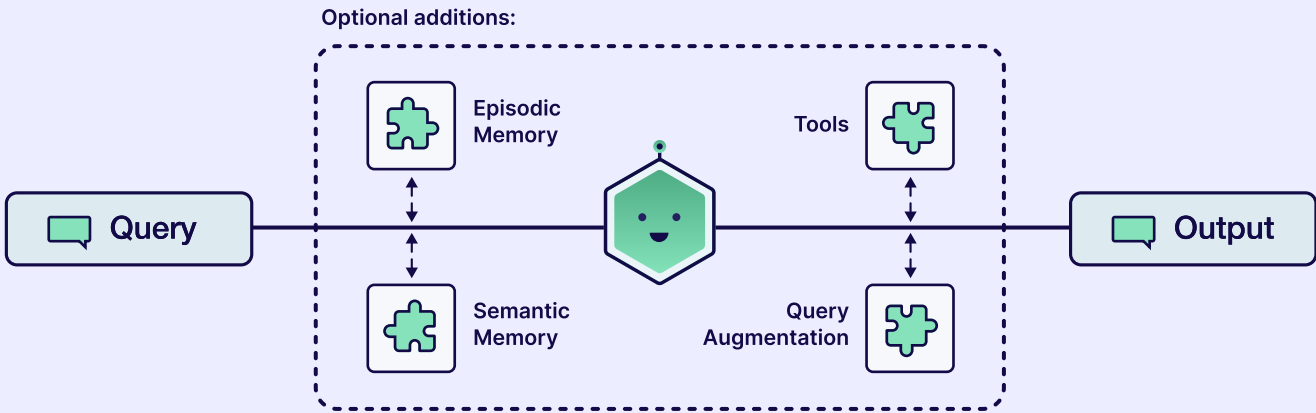 Optional additions:
Episodic
Memory
Tools
Query
Output
Semantic
Memory
Query
Augmentation